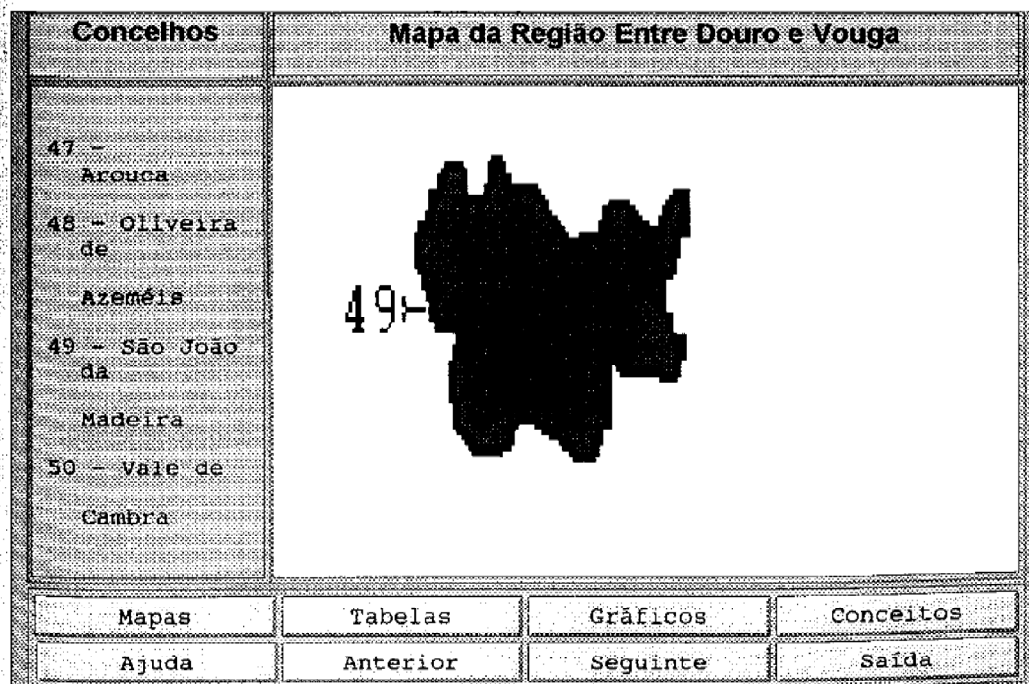 Concelhos
Mapa da Região Entre Douro e Vouga
47 -
Arouca
48 - Oliveira
de
Azeméis
49 - São João
da
Madeira
50 - Vale de
Cambra
49
Mapas
Tabelas
Gráficos
Conceitos
Ajuda
Anterior
Seguinte
Saída